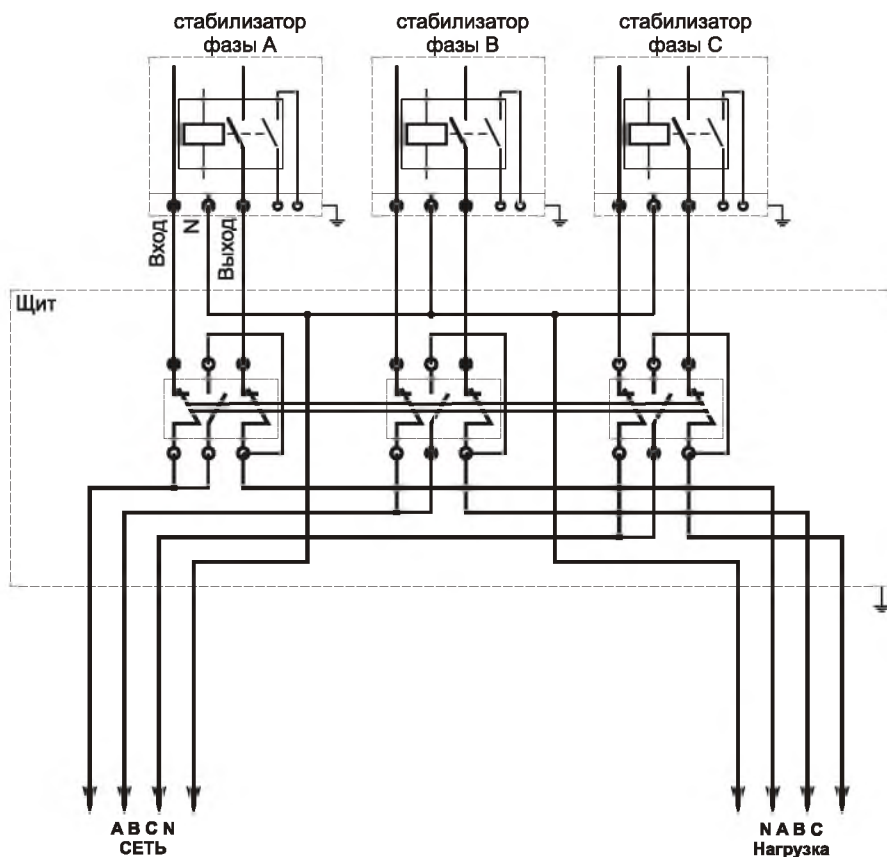 стабилизатор
фазы А
стабилизатор
фазы В
стабилизатор
фазы С
Вход
N
Выход
Щит
A B C N
СЕТЬ
N A B C
Нагрузка